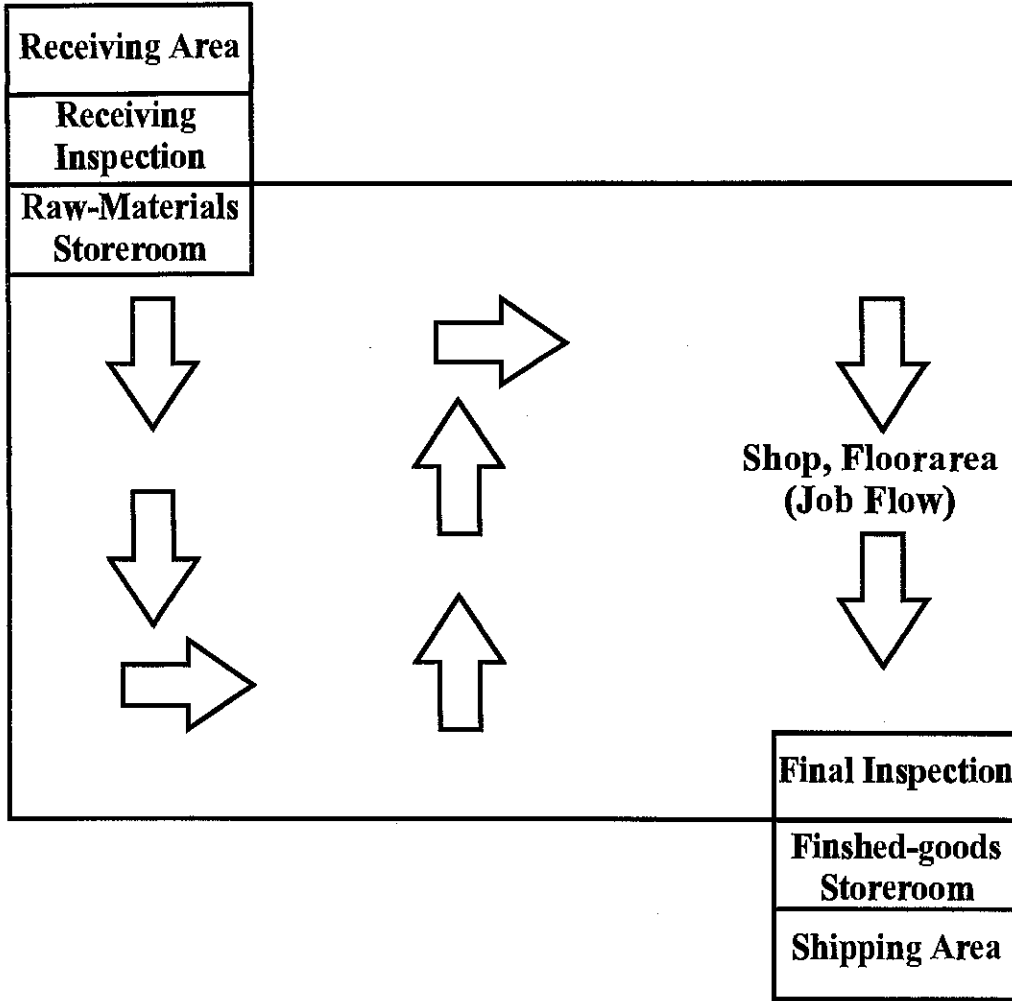 Receiving Area
Receiving
Inspection
Raw-Materials
Storeroom
Shop, Floorarea
(Job Flow)
Final Inspection
Finshed-goods
Storeroom
Shipping Area